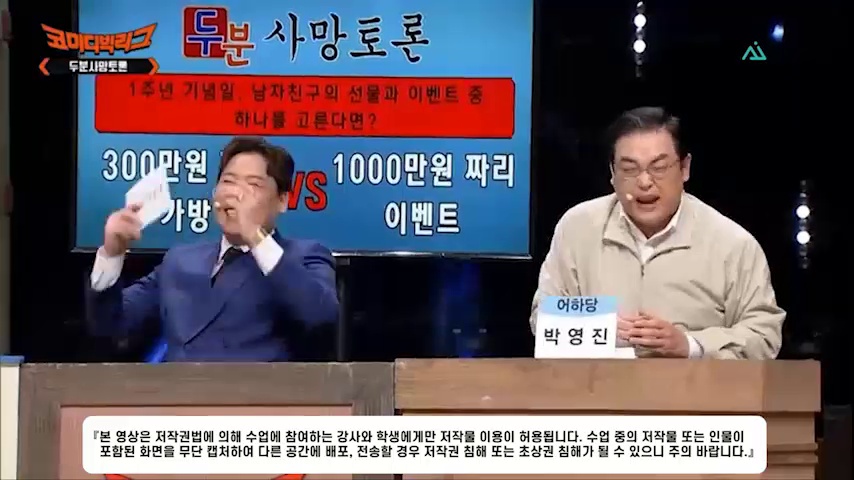 코미디빅리그
두분사망토론
두분 사망토론
1주년 기념일, 남자친구의 선물과 이벤트 중
하나를 고른다면?
300만원
가방
VS
1000만원 짜리
이벤트
어하당
박영진
『본 영상은 저작권법에 의해 수업에 참여하는 강사와 학생에게만 저작물 이용이 허용됩니다. 수업 중의 저작물 또는 인물이
포함된 화면을 무단 캡처하여 다른 공간에 배포, 전송할 경우 저작권 침해 또는 초상권 침해가 될 수 있으니 주의 바랍니다.』